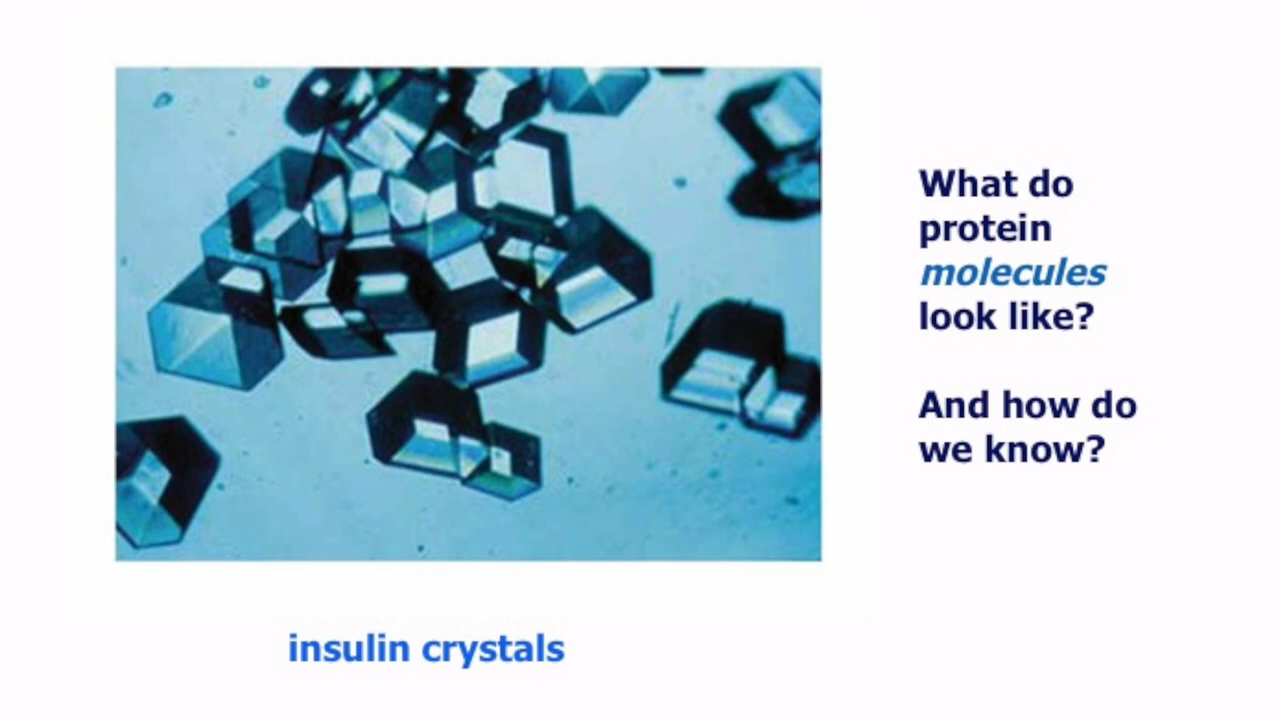 What do
protein
molecules
look like?
And how do
we know?
insulin crystals